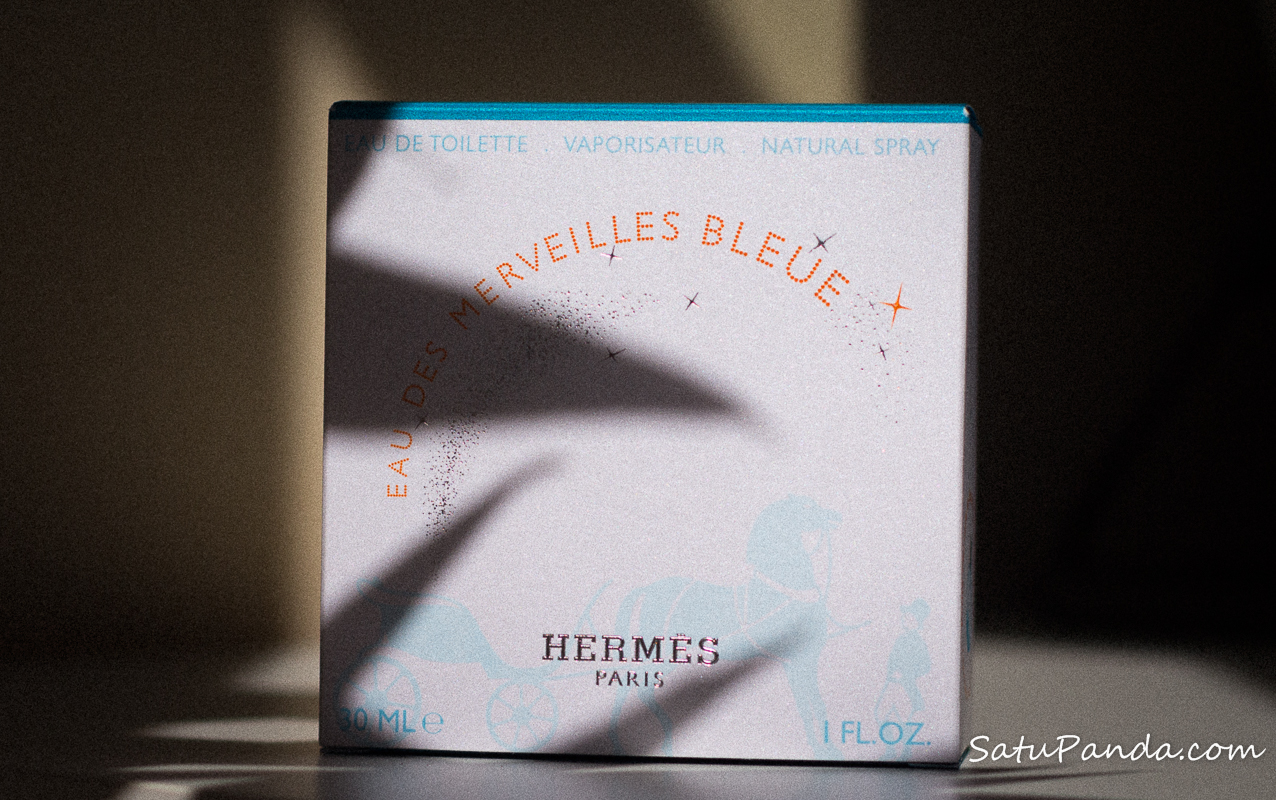 EAU DE TOILETTE . VAPORISATEUR . NATURAL SPRAY
EAU DES MERVEILLES BLEUE
HERMÈS
PARIS
30 ML ℮
1 FL.OZ.
SatuPanda.com